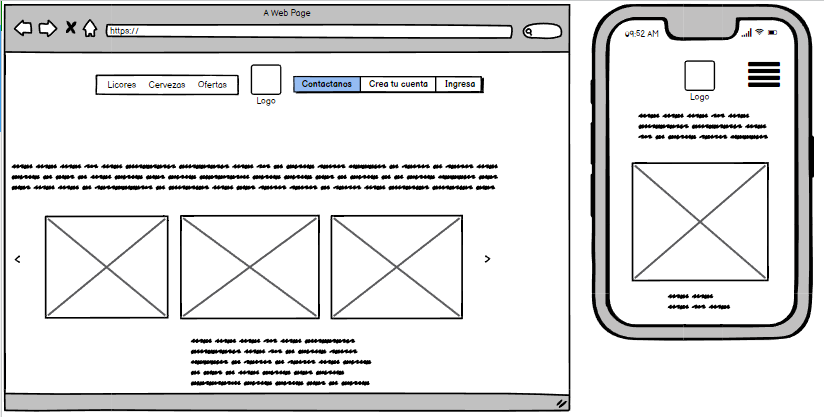 A Web Page
https://
Licores Cervezas Ofertas
Logo
Contactanos Crea tu cuenta Ingresa
<
>
09:52 AM
Logo